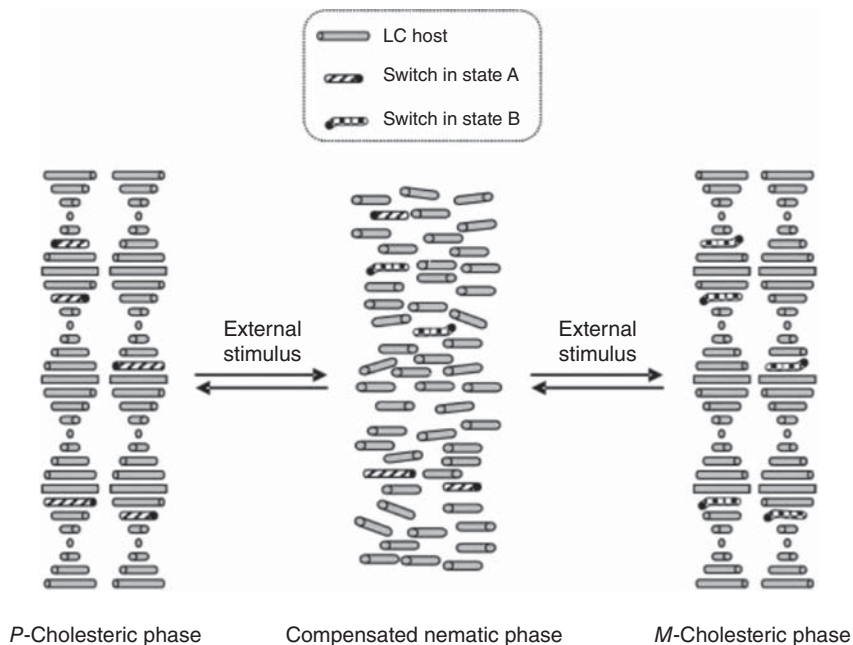 LC host
Switch in state A
Switch in state B
External
stimulus
External
stimulus
P-Cholesteric phase
Compensated nematic phase
M-Cholesteric phase